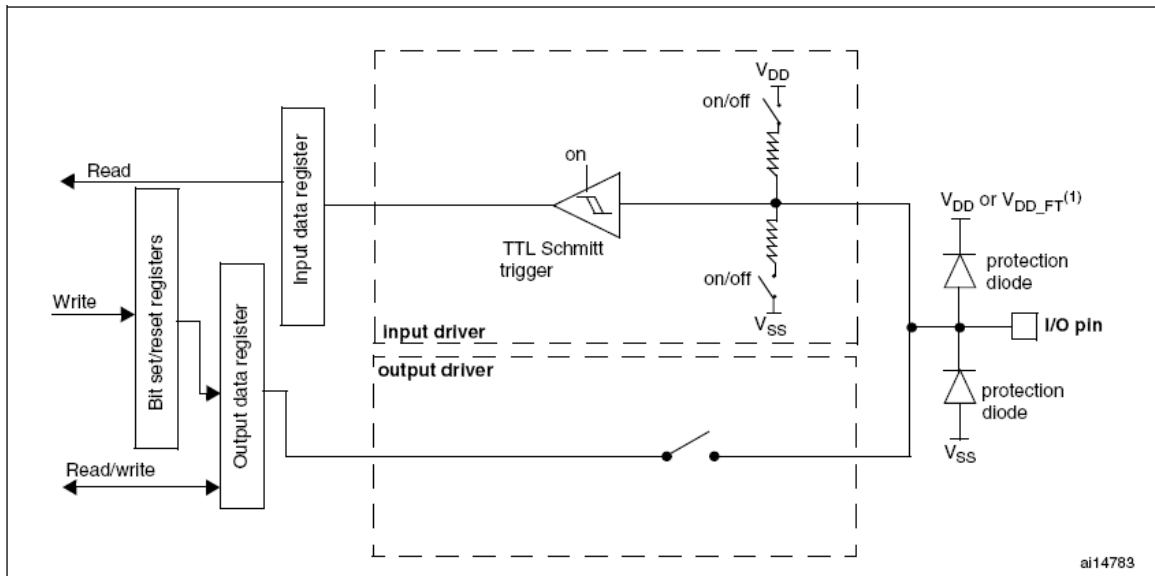 V_DD
on/off
on
Read
Input data register
TTL Schmitt
trigger
on/off
V_SS
input driver
V_DD or V_DD_FT(1)
protection
diode
I/O pin
protection
diode
V_SS
Write
Bit set/reset registers
Output data register
Read/write
output driver
ai14783